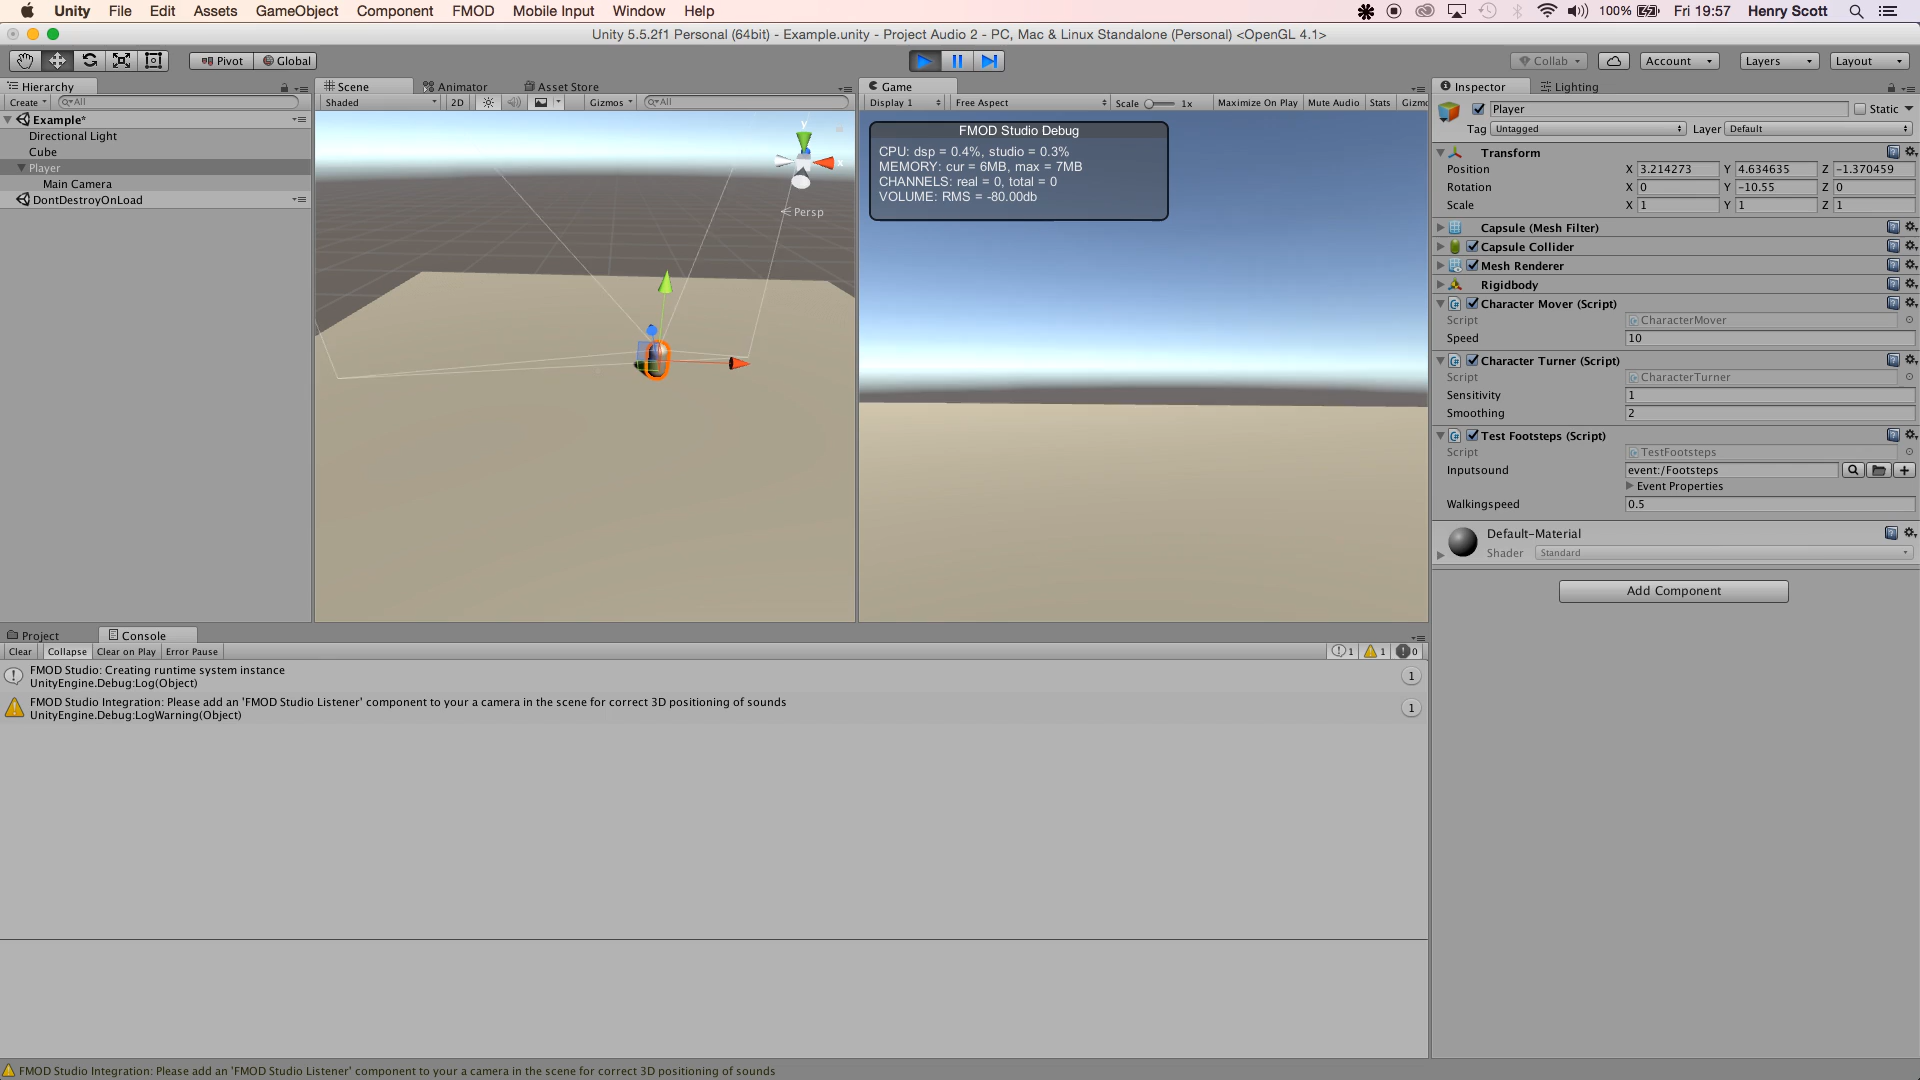 Unity File Edit Assets GameObject Component FMOD Mobile Input Window Help 100% Fri 19:57 Henry Scott
Unity 5.5.2f1 Personal (64bit) - Example.unity - Project Audio 2 - PC, Mac & Linux Standalone (Personal) <OpenGL 4.1>
Pivot Global Collab Account Layers Layout
Hierarchy
Create All
Example*
Directional Light
Cube
Player
Main Camera
DontDestroyOnLoad
Scene Animator Asset Store
Shaded 2D Gizmos All
y
x
Persp
Game
Display 1 Free Aspect Scale 1x Maximize On Play Mute Audio Stats Gizmo
FMOD Studio Debug
CPU: dsp = 0.4%, studio = 0.3%
MEMORY: cur = 6MB, max = 7MB
CHANNELS: real = 0, total = 0
VOLUME: RMS = -80.00db
Inspector Lighting
Player Static
Tag Untagged Layer Default
Transform
Position X 3.214273 Y 4.634635 Z -1.370459
Rotation X 0 Y -10.55 Z 0
Scale X 1 Y 1 Z 1
Capsule (Mesh Filter)
Capsule Collider
Mesh Renderer
Rigidbody
Character Mover (Script)
Script CharacterMover
Speed 10
Character Turner (Script)
Script CharacterTurner
Sensitivity 1
Smoothing 2
Test Footsteps (Script)
Script TestFootsteps
Inputsound event:/Footsteps
Event Properties
Walkingspeed 0.5
Default-Material
Shader Standard
Add Component
Project Console
Clear Collapse Clear on Play Error Pause 1 1 0
FMOD Studio: Creating runtime system instance
UnityEngine.Debug:Log(Object)
1
FMOD Studio Integration: Please add an 'FMOD Studio Listener' component to your a camera in the scene for correct 3D positioning of sounds
UnityEngine.Debug:LogWarning(Object)
1
FMOD Studio Integration: Please add an 'FMOD Studio Listener' component to your a camera in the scene for correct 3D positioning of sounds